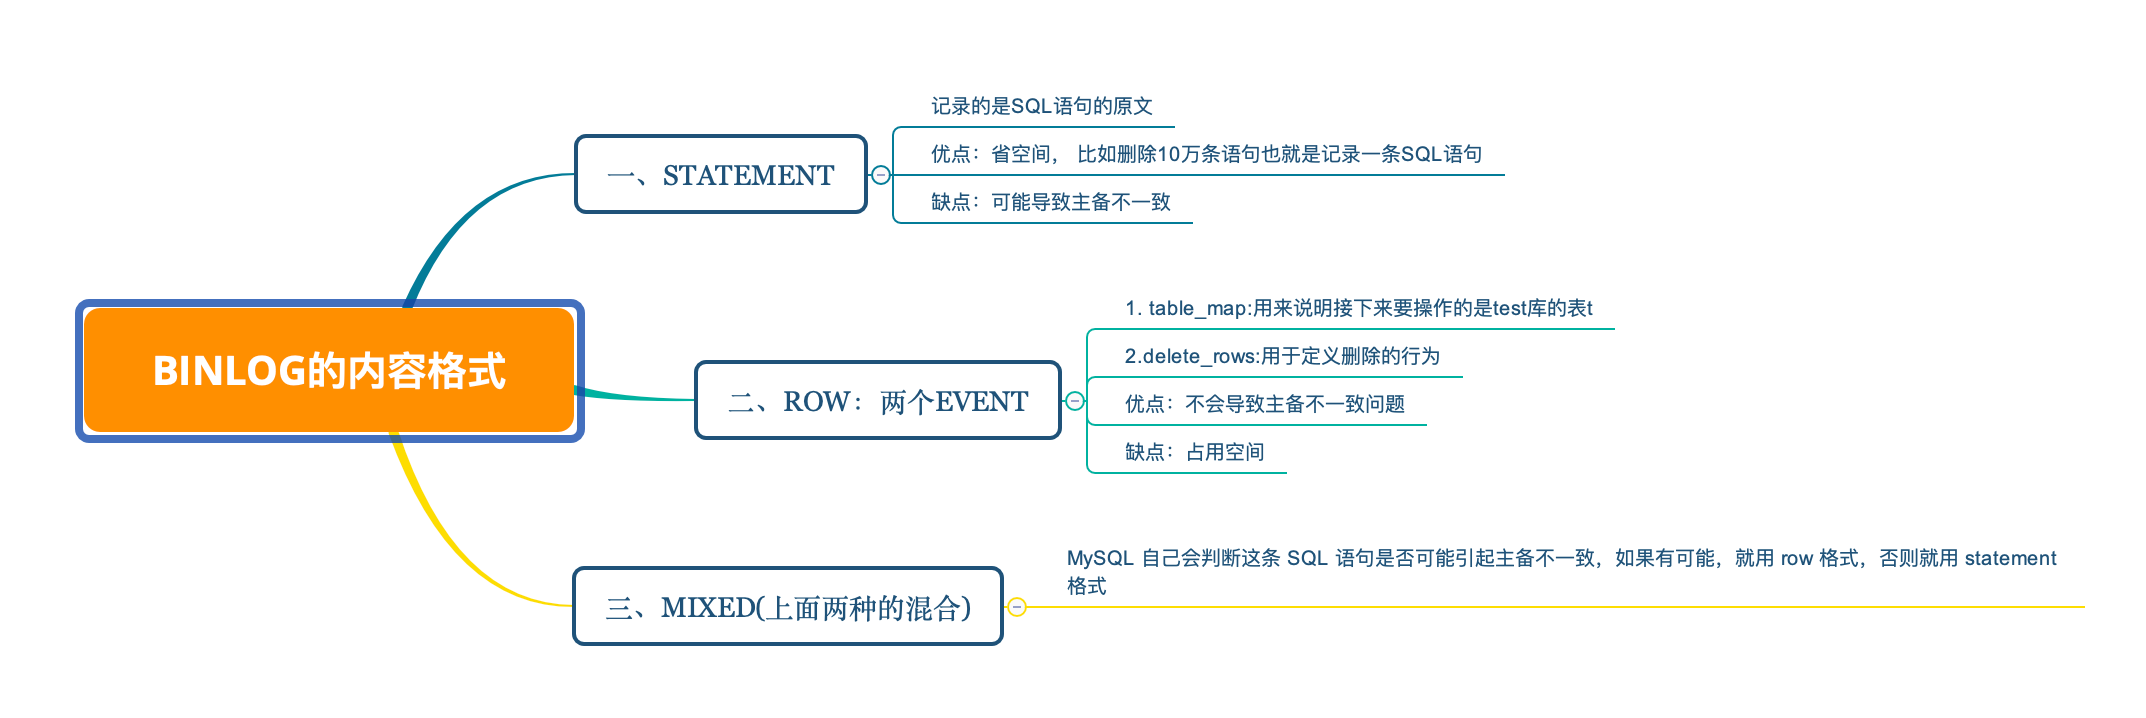 BINLOG的内容格式
一、STATEMENT
记录的是SQL语句的原文
优点：省空间， 比如删除10万条语句也就是记录一条SQL语句
缺点：可能导致主备不一致
二、ROW：两个EVENT
1. table_map:用来说明接下来要操作的是test库的表t
2.delete_rows:用于定义删除的行为
优点：不会导致主备不一致问题
缺点：占用空间
三、MIXED(上面两种的混合)
MySQL 自己会判断这条 SQL 语句是否可能引起主备不一致，如果有可能，就用 row 格式，否则就用 statement
格式